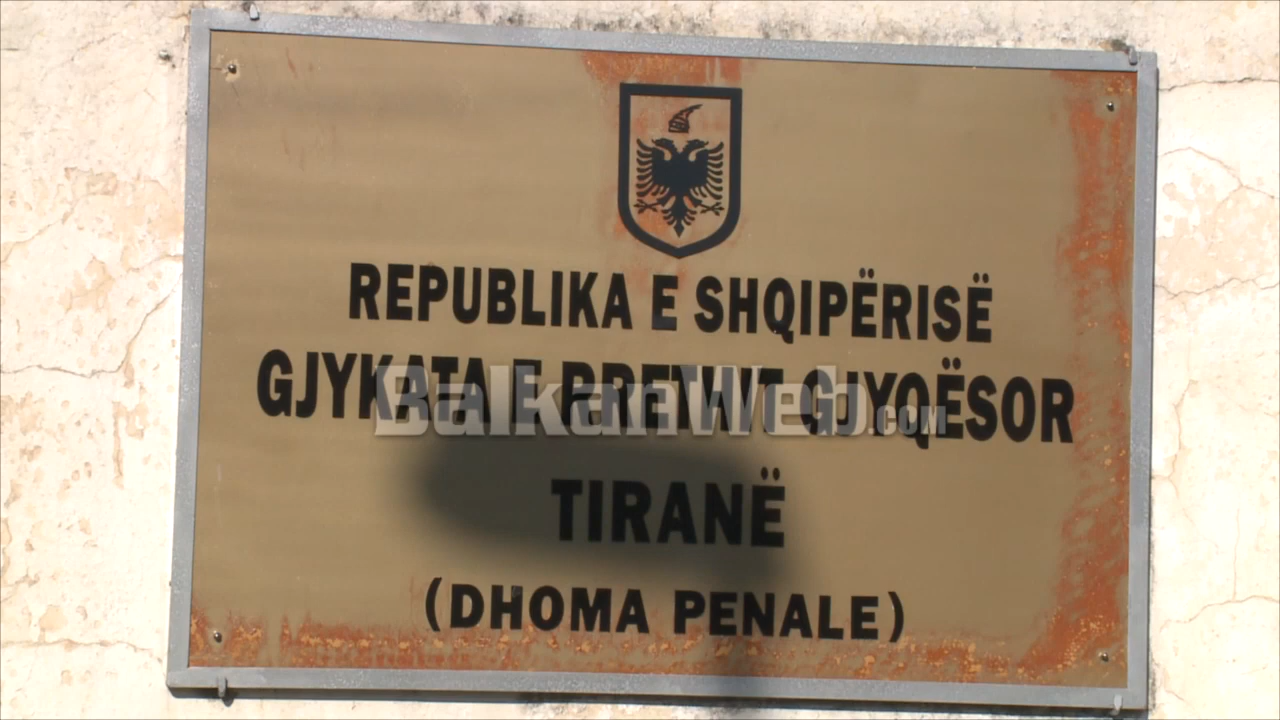 REPUBLIKA E SHQIPËRISË
GJYKATA E RRETHIT GJYQËSOR
BalkanWeb.COM
TIRANË
(DHOMA PENALE)